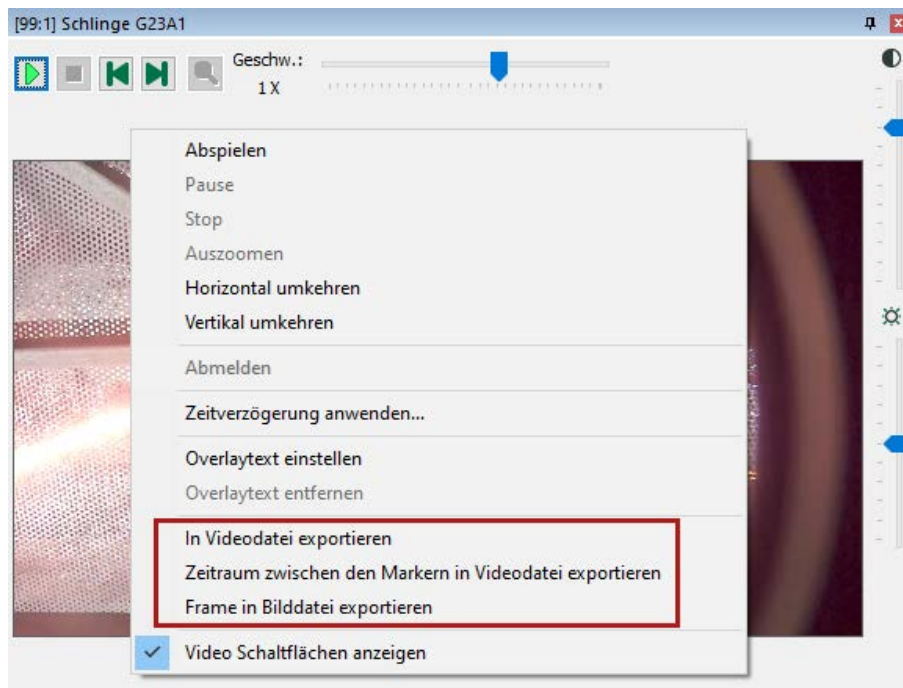 [99:1] Schlinge G23A1
Geschw.:
1X
Abspielen
Pause
Stop
Auszoomen
Horizontal umkehren
Vertikal umkehren
Abmelden
Zeitverzögerung anwenden...
Overlaytext einstellen
Overlaytext entfernen
In Videodatei exportieren
Zeitraum zwischen den Markern in Videodatei exportieren
Frame in Bilddatei exportieren
Video Schaltflächen anzeigen